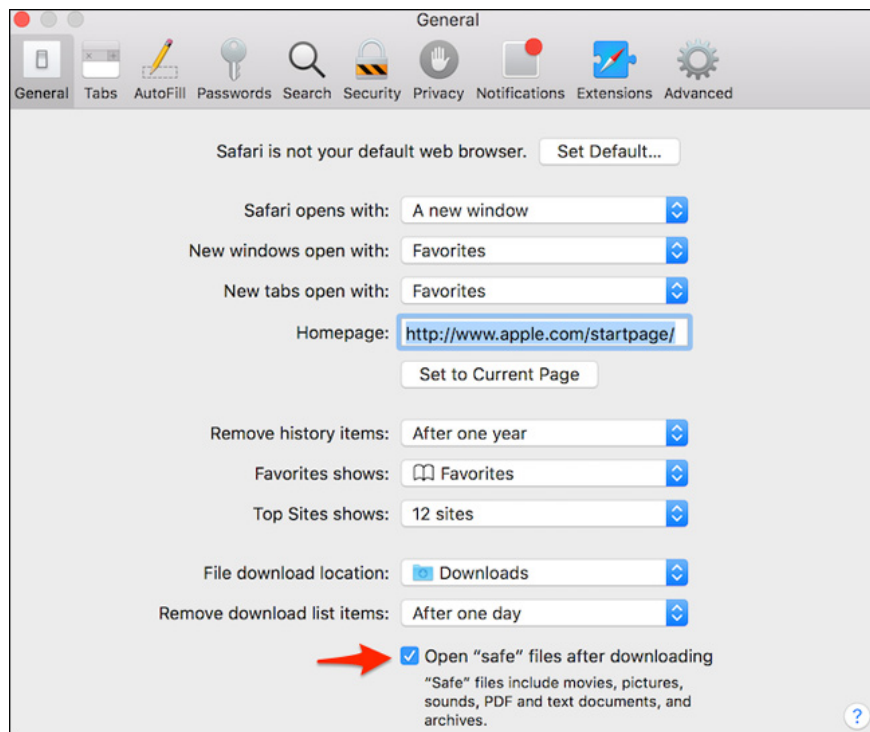 General
General Tabs AutoFill Passwords Search Security Privacy Notifications Extensions Advanced
Safari is not your default web browser. Set Default...
Safari opens with: A new window
New windows open with: Favorites
New tabs open with: Favorites
Homepage: http://www.apple.com/startpage/
Set to Current Page
Remove history items: After one year
Favorites shows: Favorites
Top Sites shows: 12 sites
File download location: Downloads
Remove download list items: After one day
Open “safe” files after downloading
“Safe” files include movies, pictures,
sounds, PDF and text documents, and
archives.
?